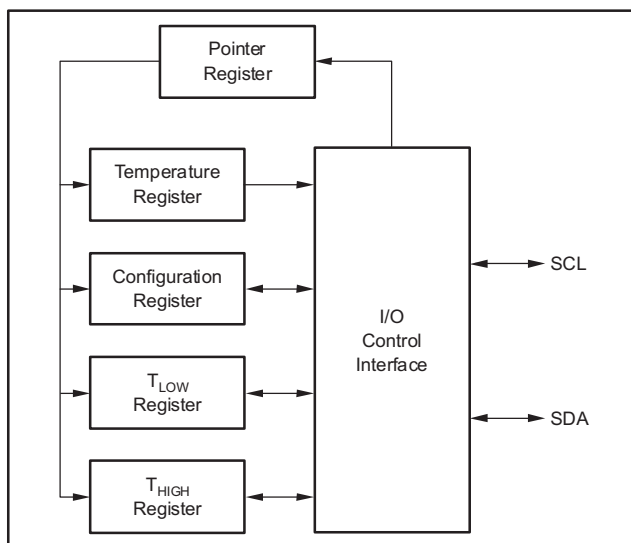 Pointer
Register
Temperature
Register
Configuration
Register
TLOW
Register
THIGH
Register
I/O
Control
Interface
SCL
SDA